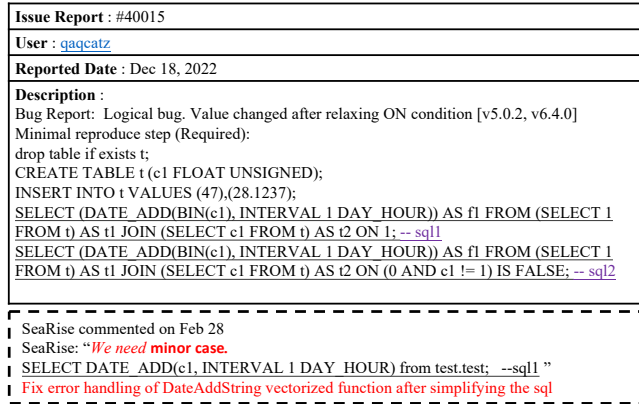 Issue Report : #40015
User : qaqcatz
Reported Date : Dec 18, 2022
Description :
Bug Report:  Logical bug. Value changed after relaxing ON condition [v5.0.2, v6.4.0]
Minimal reproduce step (Required):
drop table if exists t;
CREATE TABLE t (c1 FLOAT UNSIGNED);
INSERT INTO t VALUES (47),(28.1237);
SELECT (DATE_ADD(BIN(c1), INTERVAL 1 DAY_HOUR)) AS f1 FROM (SELECT 1
FROM t) AS t1 JOIN (SELECT c1 FROM t) AS t2 ON 1; -- sql1
SELECT (DATE_ADD(BIN(c1), INTERVAL 1 DAY_HOUR)) AS f1 FROM (SELECT 1
FROM t) AS t1 JOIN (SELECT c1 FROM t) AS t2 ON (0 AND c1 != 1) IS FALSE; -- sql2
SeaRise commented on Feb 28
SeaRise: “We need minor case.
SELECT DATE_ADD(c1, INTERVAL 1 DAY_HOUR) from test.test;  --sql1 ”
Fix error handling of DateAddString vectorized function after simplifying the sql